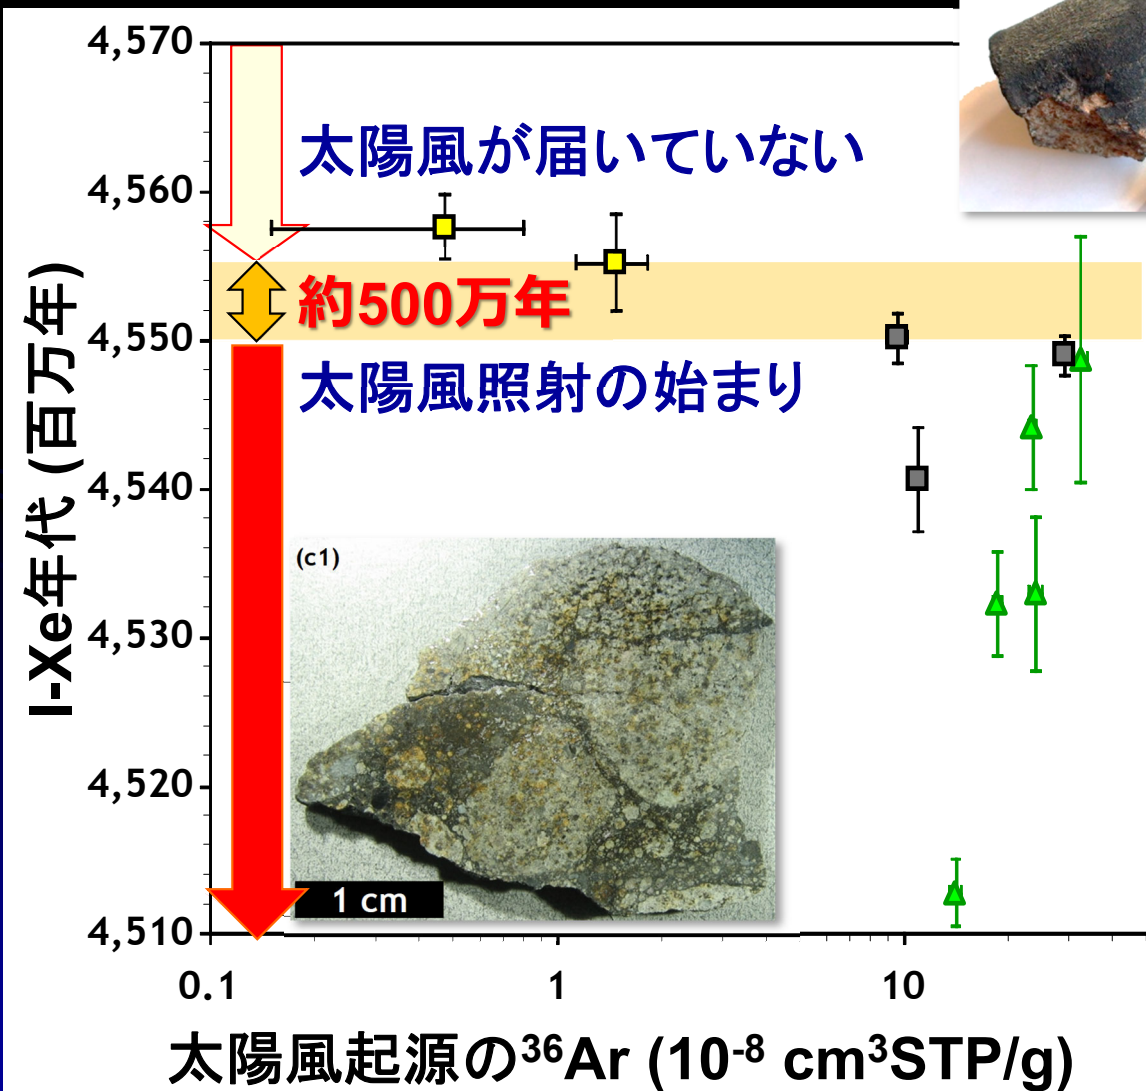 4,570
太陽風が届いていない
4,560
約500万年
4,550
太陽風照射の始まり
4,540
I-Xe年代 (百万年)
(c1)
4,530
4,520
1 cm
4,510
0.1
1
10
太陽風起源の³⁶Ar (10⁻⁸ cm³STP/g)